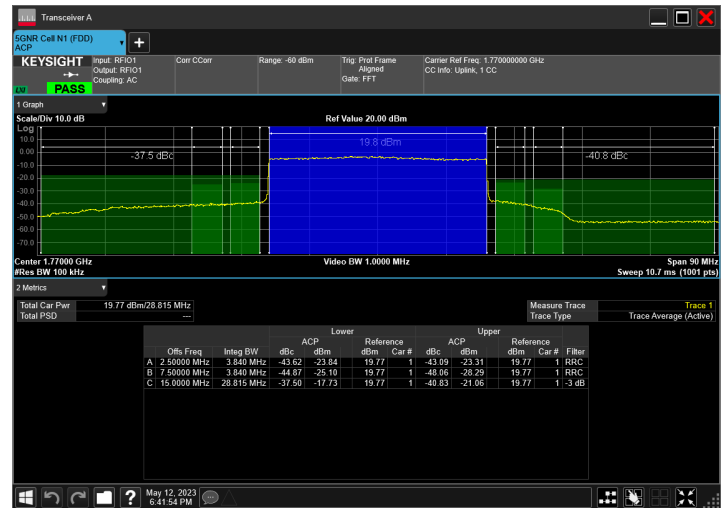 Transceiver A
5GNR Cell N1 (FDD)
ACP
KEYSIGHT
LXI
PASS
Input: RFIO1
Output: RFIO1
Coupling: AC
Corr CCorr
Range: -60 dBm
Trig: Prot Frame
Aligned
Gate: FFT
Carrier Ref Freq: 1.770000000 GHz
CC Info: Uplink, 1 CC
1 Graph
Scale/Div 10.0 dB
Ref Value 20.00 dBm
Log
10.0
0.00
-10.0
-20.0
-30.0
-40.0
-50.0
-60.0
-70.0
-37.5 dBc
19.8 dBm
-40.8 dBc
Center 1.77000 GHz
Video BW 1.0000 MHz
Span 90 MHz
#Res BW 100 kHz
Sweep 10.7 ms (1001 pts)
2 Metrics
Total Car Pwr 19.77 dBm/28.815 MHz
Total PSD ---
Measure Trace Trace 1
Trace Type Trace Average (Active)
Lower Upper
ACP Reference ACP Reference
Offs Freq Integ BW dBc dBm dBm Car # dBc dBm dBm Car # Filter
A 2.50000 MHz 3.840 MHz -43.62 -23.84 19.77 1 -43.09 -23.31 19.77 1 RRC
B 7.50000 MHz 3.840 MHz -44.87 -25.10 19.77 1 -48.06 -28.29 19.77 1 RRC
C 15.0000 MHz 28.815 MHz -37.50 -17.73 19.77 1 -40.83 -21.06 19.77 1 -3 dB
May 12, 2023
6:41:54 PM